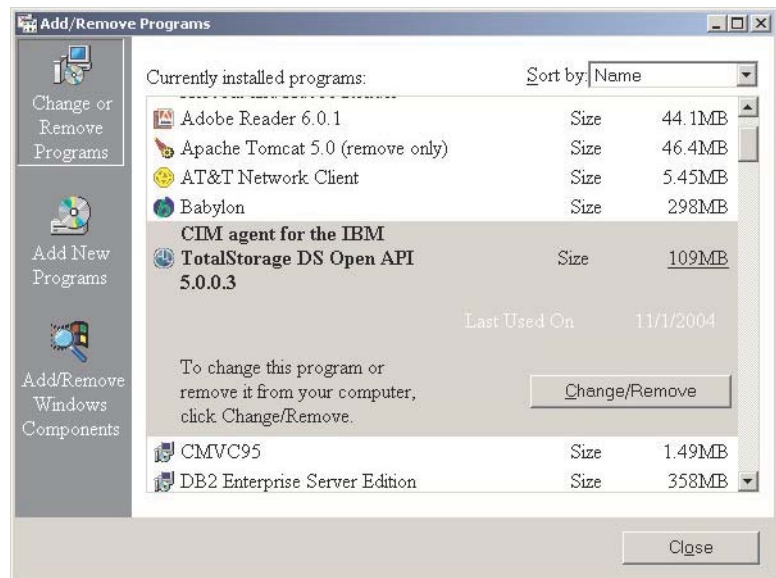 Add/Remove Programs
Change or
Remove
Programs
Add New
Programs
Add/Remove
Windows
Components
Currently installed programs:
Sort by: Name
Adobe Reader 6.0.1 Size 44.1MB
Apache Tomcat 5.0 (remove only) Size 46.4MB
AT&T Network Client Size 5.45MB
Babylon Size 298MB
CIM agent for the IBM
TotalStorage DS Open API Size 109MB
5.0.0.3
Last Used On 11/1/2004
To change this program or
remove it from your computer,
click Change/Remove.
Change/Remove
CMVC95 Size 1.49MB
DB2 Enterprise Server Edition Size 358MB
Close